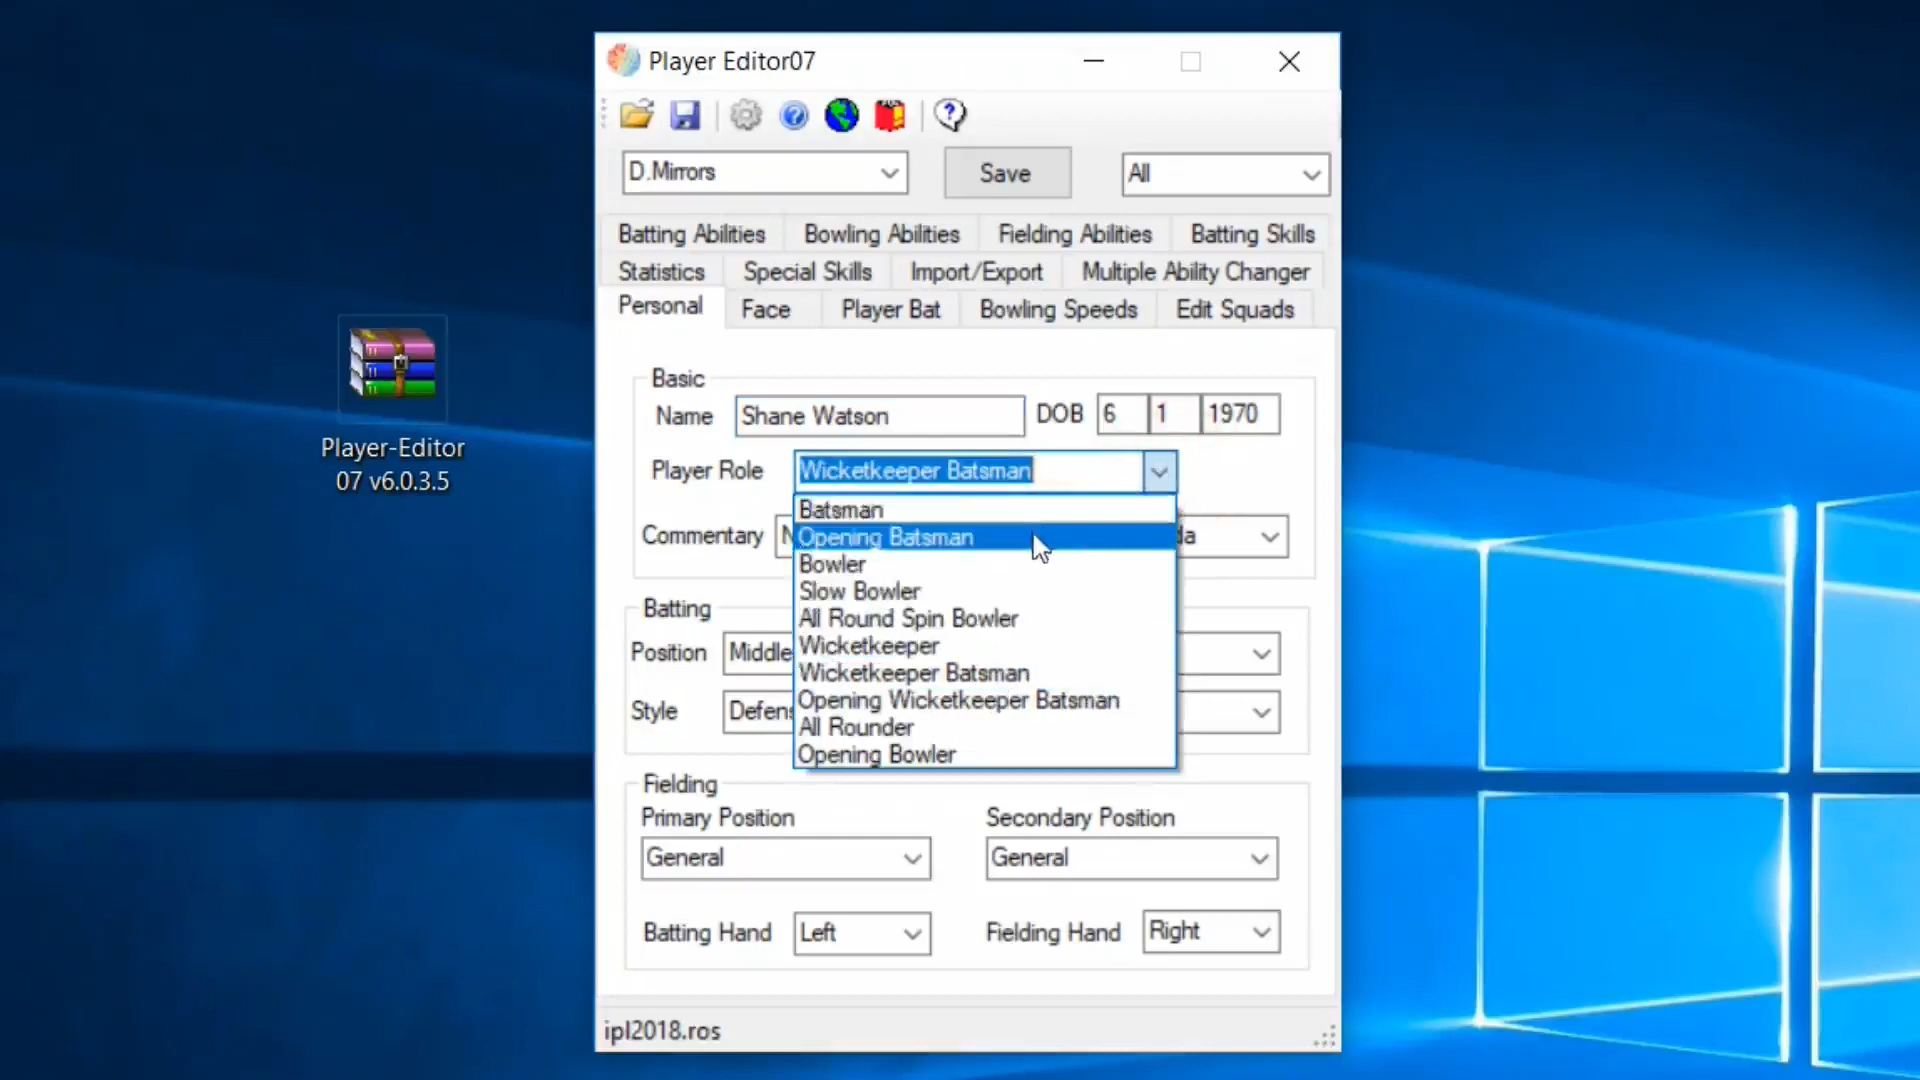 Player Editor07
D.Mirrors
Save
All
Batting Abilities
Bowling Abilities
Fielding Abilities
Batting Skills
Statistics
Special Skills
Import/Export
Multiple Ability Changer
Personal
Face
Player Bat
Bowling Speeds
Edit Squads
Basic
Name
Shane Watson
DOB
6
1
1970
Player Role
Wicketkeeper Batsman
Batsman
Commentary
Opening Batsman
Bowler
Slow Bowler
All Round Spin Bowler
Wicketkeeper
Wicketkeeper Batsman
Opening Wicketkeeper Batsman
All Rounder
Opening Bowler
Batting
Position
Middle
Style
Fielding
Primary Position
Secondary Position
General
General
Batting Hand
Left
Fielding Hand
Right
ipl2018.ros
Player-Editor
07 v6.0.3.5